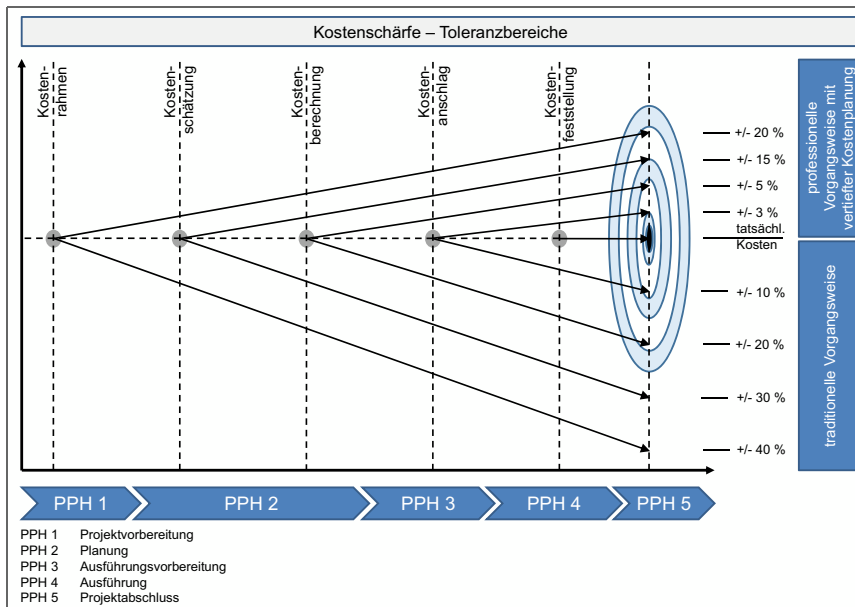 Kostenschärfe – Toleranzbereiche
Kosten-
rahmen
Kosten-
schätzung
Kosten-
berechnung
Kosten-
anschlag
Kosten-
feststellung
+/- 20 %
+/- 15 %
+/- 5 %
+/- 3 %
tatsächl.
Kosten
+/- 10 %
+/- 20 %
+/- 30 %
+/- 40 %
professionelle
Vorgangsweise mit
vertiefter Kostenplanung
traditionelle Vorgangsweise
PPH 1
PPH 2
PPH 3
PPH 4
PPH 5
PPH 1 Projektvorbereitung
PPH 2 Planung
PPH 3 Ausführungsvorbereitung
PPH 4 Ausführung
PPH 5 Projektabschluss